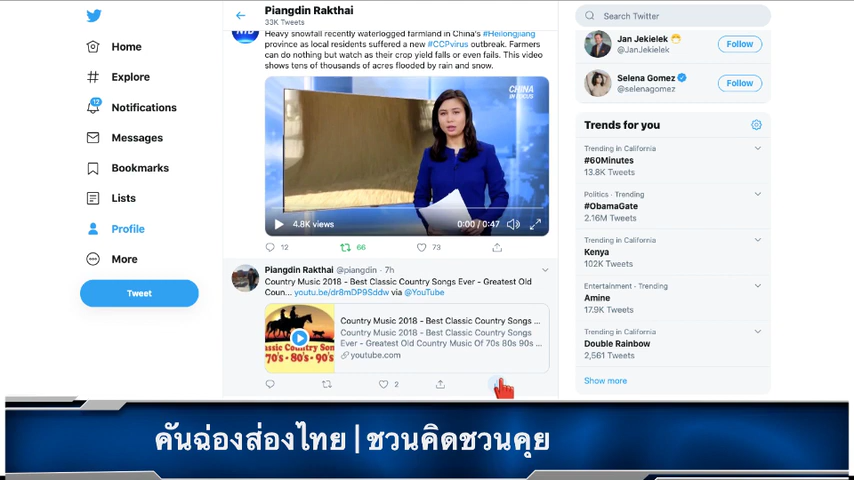 Home
Explore
12
Notifications
Messages
Bookmarks
Lists
Profile
More
Tweet
Piangdin Rakthai
33K Tweets
Heavy snowfall recently waterlogged farmland in China's #Heilongjiang
province as local residents suffered a new #CCPvirus outbreak. Farmers
can do nothing but watch as their crop yield falls or even fails. This video
shows tens of thousands of acres flooded by rain and snow.
CHINA
IN FOCUS
4.8K views
0:00 / 0:47
12
66
73
Piangdin Rakthai @piangdin · 7h
Country Music 2018 - Best Classic Country Songs Ever - Greatest Old
Coun... youtu.be/dr8mDP9Sddw via @YouTube
ssic Country Son
70's - 80's - 90's
Country Music 2018 - Best Classic Country Songs ...
Country Music 2018 - Best Classic Country Songs
Ever - Greatest Old Country Music Of 70s 80s 90s ...
youtube.com
2
Search Twitter
Jan Jekielek
@JanJekielek
Follow
Selena Gomez
@selenagomez
Follow
Trends for you
Trending in California
#60Minutes
13.8K Tweets
Politics · Trending
#ObamaGate
2.16M Tweets
Trending in California
Kenya
102K Tweets
Entertainment · Trending
Amine
17.9K Tweets
Trending in California
Double Rainbow
2,561 Tweets
Show more
คันฉ่องส่องไทย | ชวนคิดชวนคุย